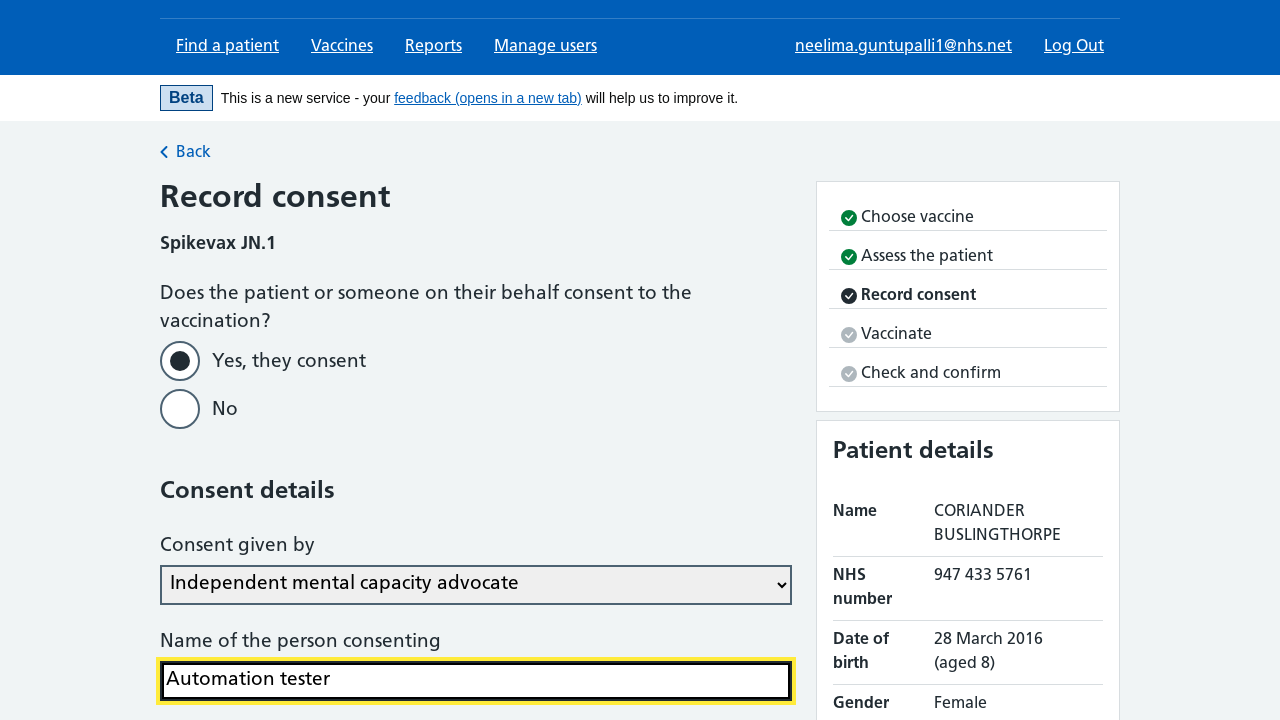 Find a patient Vaccines Reports Manage users neelima.guntupalli1@nhs.net Log Out
Beta This is a new service - your feedback (opens in a new tab) will help us to improve it.
Back
Record consent
Spikevax JN.1
Does the patient or someone on their behalf consent to the
vaccination?
Yes, they consent
No
Consent details
Consent given by
Independent mental capacity advocate
Name of the person consenting
Automation tester
Choose vaccine
Assess the patient
Record consent
Vaccinate
Check and confirm
Patient details
Name CORIANDER
BUSLINGTHORPE
NHS 947 433 5761
number
Date of 28 March 2016
birth (aged 8)
Gender Female